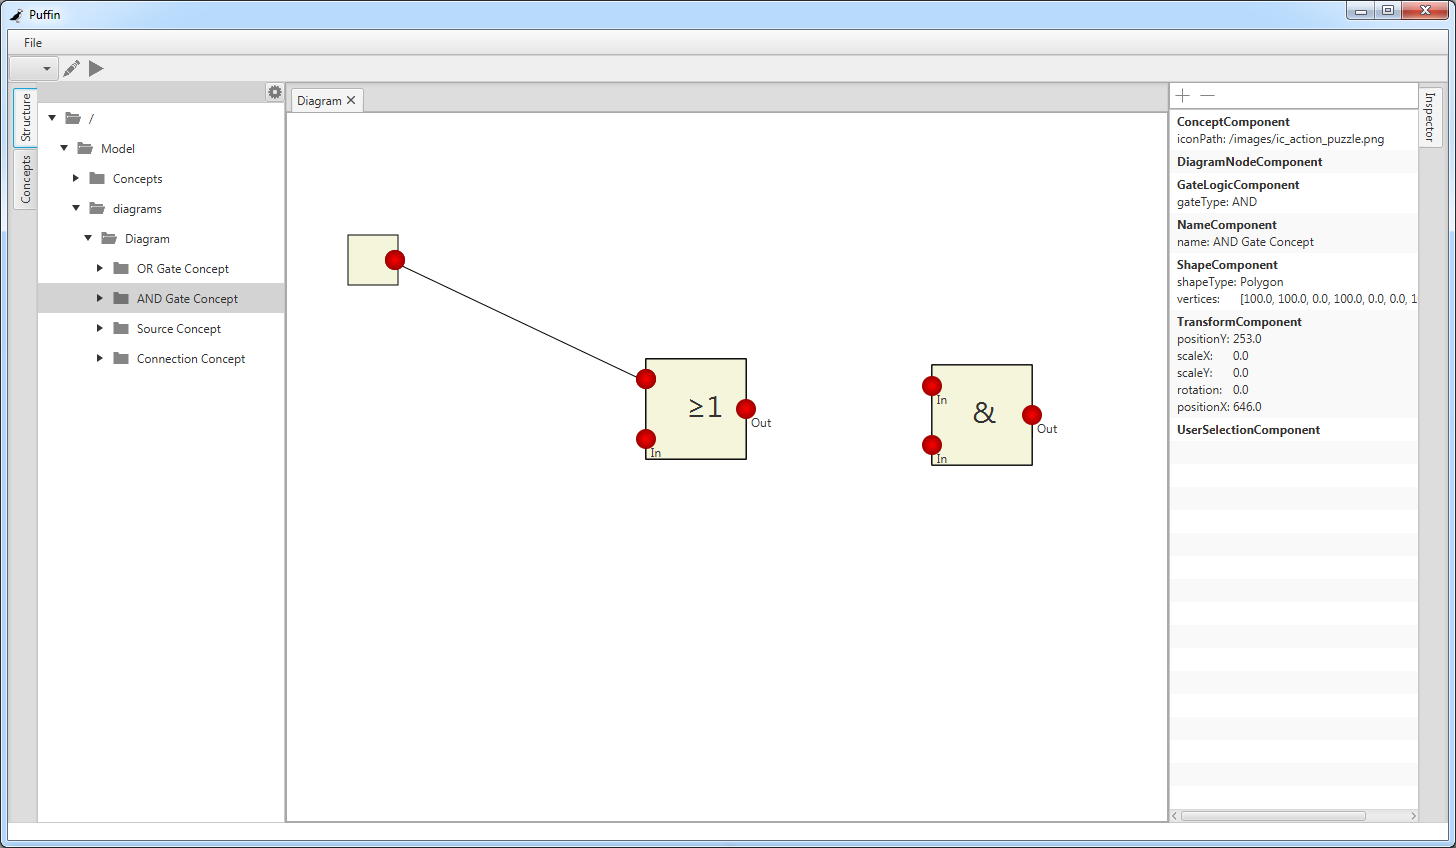 Puffin
File
Structure
Concepts
/
Model
Concepts
diagrams
Diagram
OR Gate Concept
AND Gate Concept
Source Concept
Connection Concept
Diagram
≥1
In
Out
&
In
In
Out
ConceptComponent
iconPath: /images/ic_action_puzzle.png
DiagramNodeComponent
GateLogicComponent
gateType: AND
NameComponent
name: AND Gate Concept
ShapeComponent
shapeType: Polygon
vertices: [100.0, 100.0, 0.0, 100.0, 0.0, 0.0, 1
TransformComponent
positionY: 253.0
scaleX: 0.0
scaleY: 0.0
rotation: 0.0
positionX: 646.0
UserSelectionComponent
Inspector